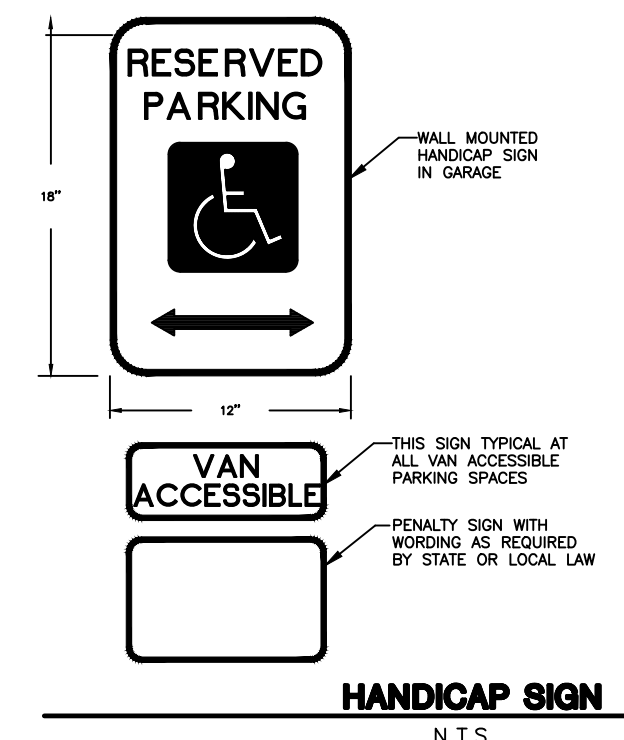 RESERVED
PARKING
WALL MOUNTED
HANDICAP SIGN
IN GARAGE
18"
12"
VAN
ACCESSIBLE
THIS SIGN TYPICAL AT
ALL VAN ACCESSIBLE
PARKING SPACES
PENALTY SIGN WITH
WORDING AS REQUIRED
BY STATE OR LOCAL LAW
HANDICAP SIGN
N.T.S.